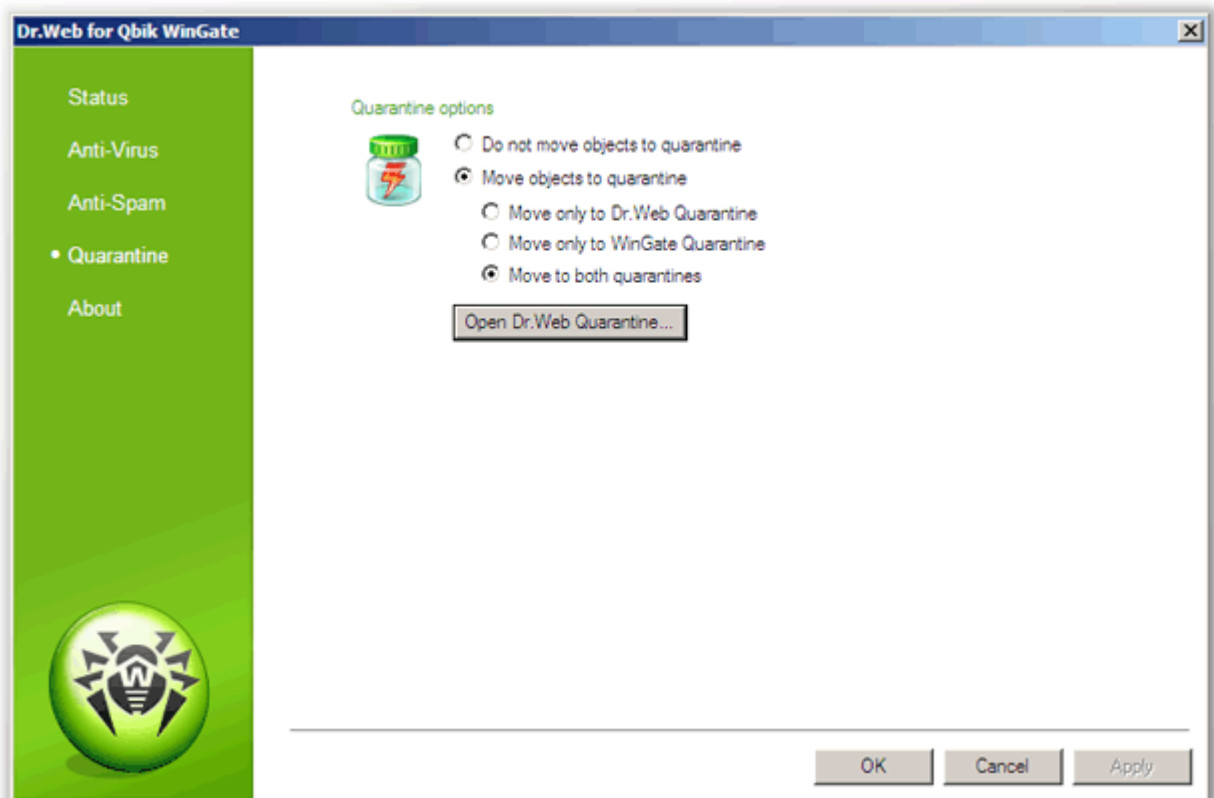 Dr.Web for Qbik WinGate
Status
Anti-Virus
Anti-Spam
Quarantine
About
Quarantine options
Do not move objects to quarantine
Move objects to quarantine
Move only to Dr.Web Quarantine
Move only to WinGate Quarantine
Move to both quarantines
Open Dr.Web Quarantine...
OK
Cancel
Apply